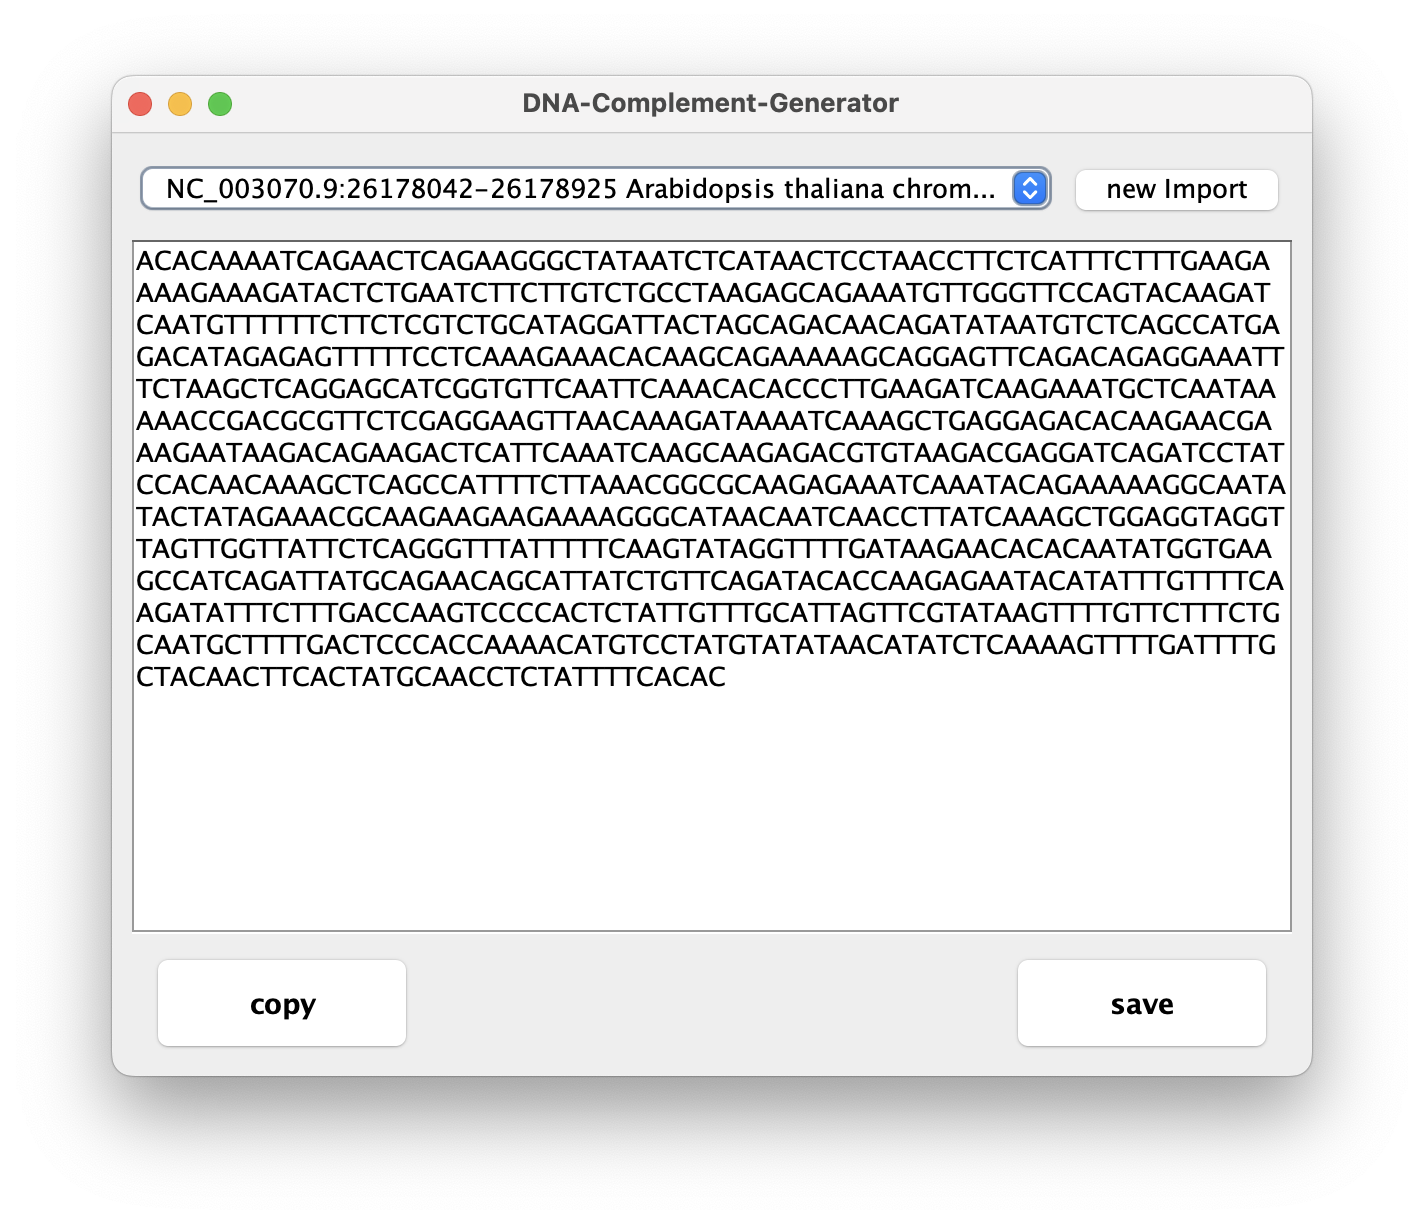 DNA-Complement-Generator
NC_003070.9:26178042-26178925 Arabidopsis thaliana chrom...
new Import
ACACAAAATCAGAACTCAGAAGGGCTATAATCTCATAACTCCTAACCTTCTCATTTCTTTGAAGA
AAAGAAAGATACTCTGAATCTTCTTGTCTGCCTAAGAGCAGAAATGTTGGGTTCCAGTACAAGAT
CAATGTTTTTTCTTCTCGTCTGCATAGGATTACTAGCAGACAACAGATATAATGTCTCAGCCATGA
GACATAGAGAGTTTTTCCTCAAAGAAACACAAGCAGAAAAAGCAGGAGTTCAGACAGAGGAAATT
TCTAAGCTCAGGAGCATCGGTGTTCAATTCAAACACACCCTTGAAGATCAAGAAATGCTCAATAA
AAACCGACGCGTTCTCGAGGAAGTTAACAAAGATAAAATCAAAGCTGAGGAGACACAAGAACGA
AAGAATAAGACAGAAGACTCATTCAAATCAAGCAAGAGACGTGTAAGACGAGGATCAGATCCTAT
CCACAACAAAGCTCAGCCATTTTCTTAAACGGCGCAAGAGAAATCAAATACAGAAAAAGGCAATA
TACTATAGAAACGCAAGAAGAAGAAAAGGGCATAACAATCAACCTTATCAAAGCTGGAGGTAGGT
TAGTTGGTTATTCTCAGGGTTTATTTTTCAAGTATAGGTTTTGATAAGAACACACAATATGGTGAA
GCCATCAGATTATGCAGAACAGCATTATCTGTTCAGATACACCAAGAGAATACATATTTGTTTTCA
AGATATTTCTTTGACCAAGTCCCCACTCTATTGTTTGCATTAGTTCGTATAAGTTTTGTTCTTTCTG
CAATGCTTTTGACTCCCACCAAAACATGTCCTATGTATATAACATATCTCAAAAGTTTTGATTTTG
CTACAACTTCACTATGCAACCTCTATTTTCACAC
copy
save